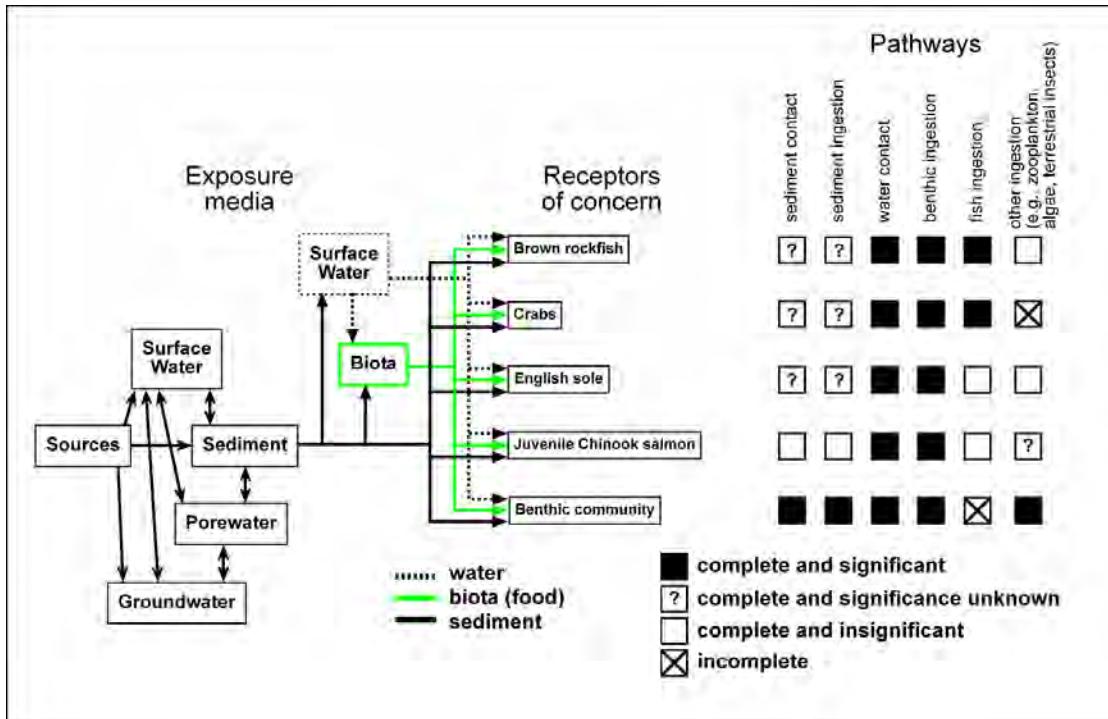 Pathways
sediment contact
sediment ingestion
water contact
benthic ingestion
fish ingestion
other ingestion
(e.g., zooplankton,
algae, terrestrial insects)
Exposure
media
Receptors
of concern
Surface
Water
Brown rockfish
? ?
Crabs
? ?
Surface
Water
Biota
English sole
? ?
Sources
Sediment
Juvenile Chinook salmon
?
Porewater
Benthic community
Groundwater
water
biota (food)
sediment
complete and significant
? complete and significance unknown
complete and insignificant
incomplete